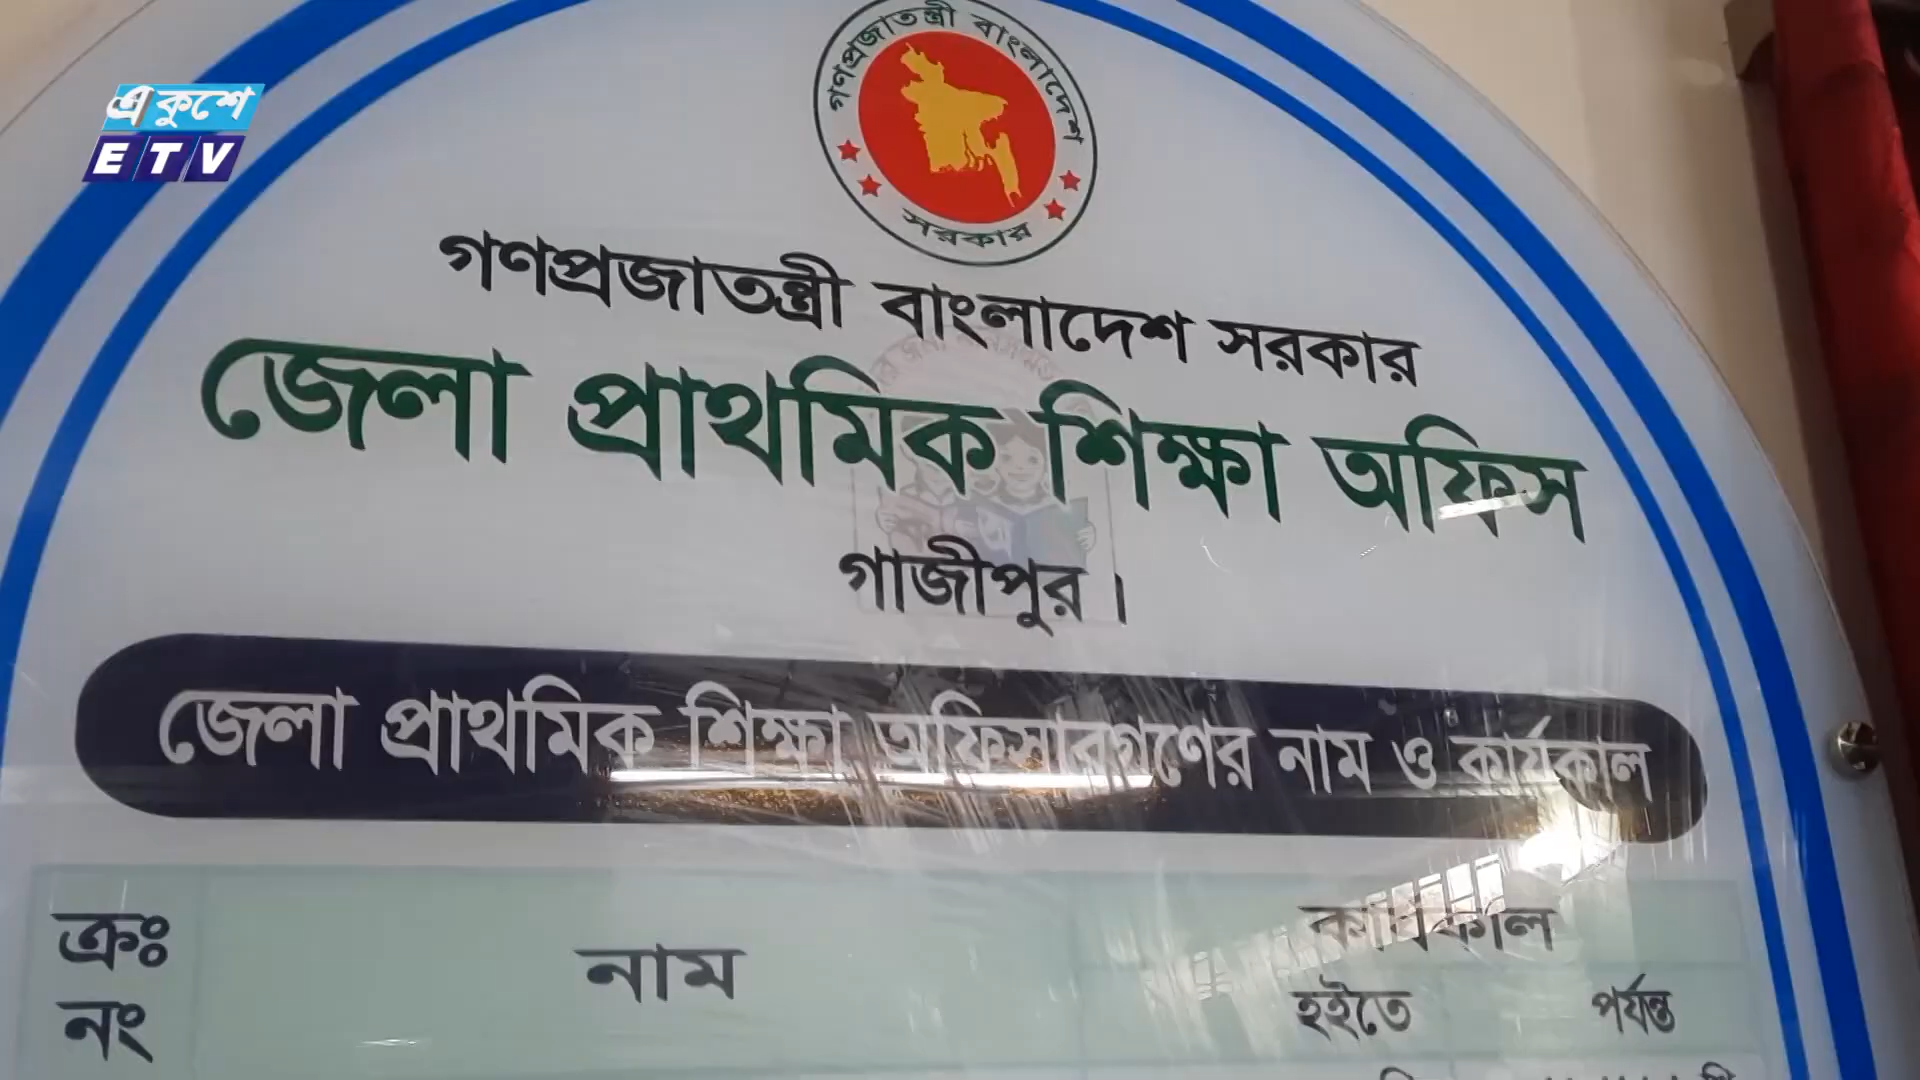 একুশে
ETV
গণপ্রজাতন্ত্রী বাংলাদেশ
সরকার
গণপ্রজাতন্ত্রী বাংলাদেশ সরকার
জেলা প্রাথমিক শিক্ষা অফিস
গাজীপুর।
জেলা প্রাথমিক শিক্ষা অফিসারগণের নাম ও কার্যকাল
ক্রঃ
নং
নাম
কার্যকাল
হইতে
পর্যন্ত